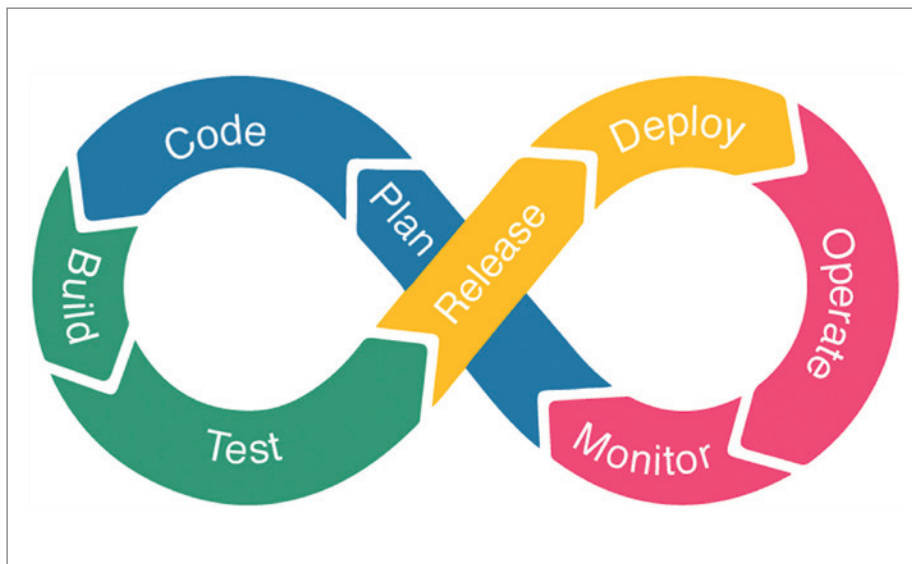 Code
Plan
Build
Test
Release
Deploy
Operate
Monitor